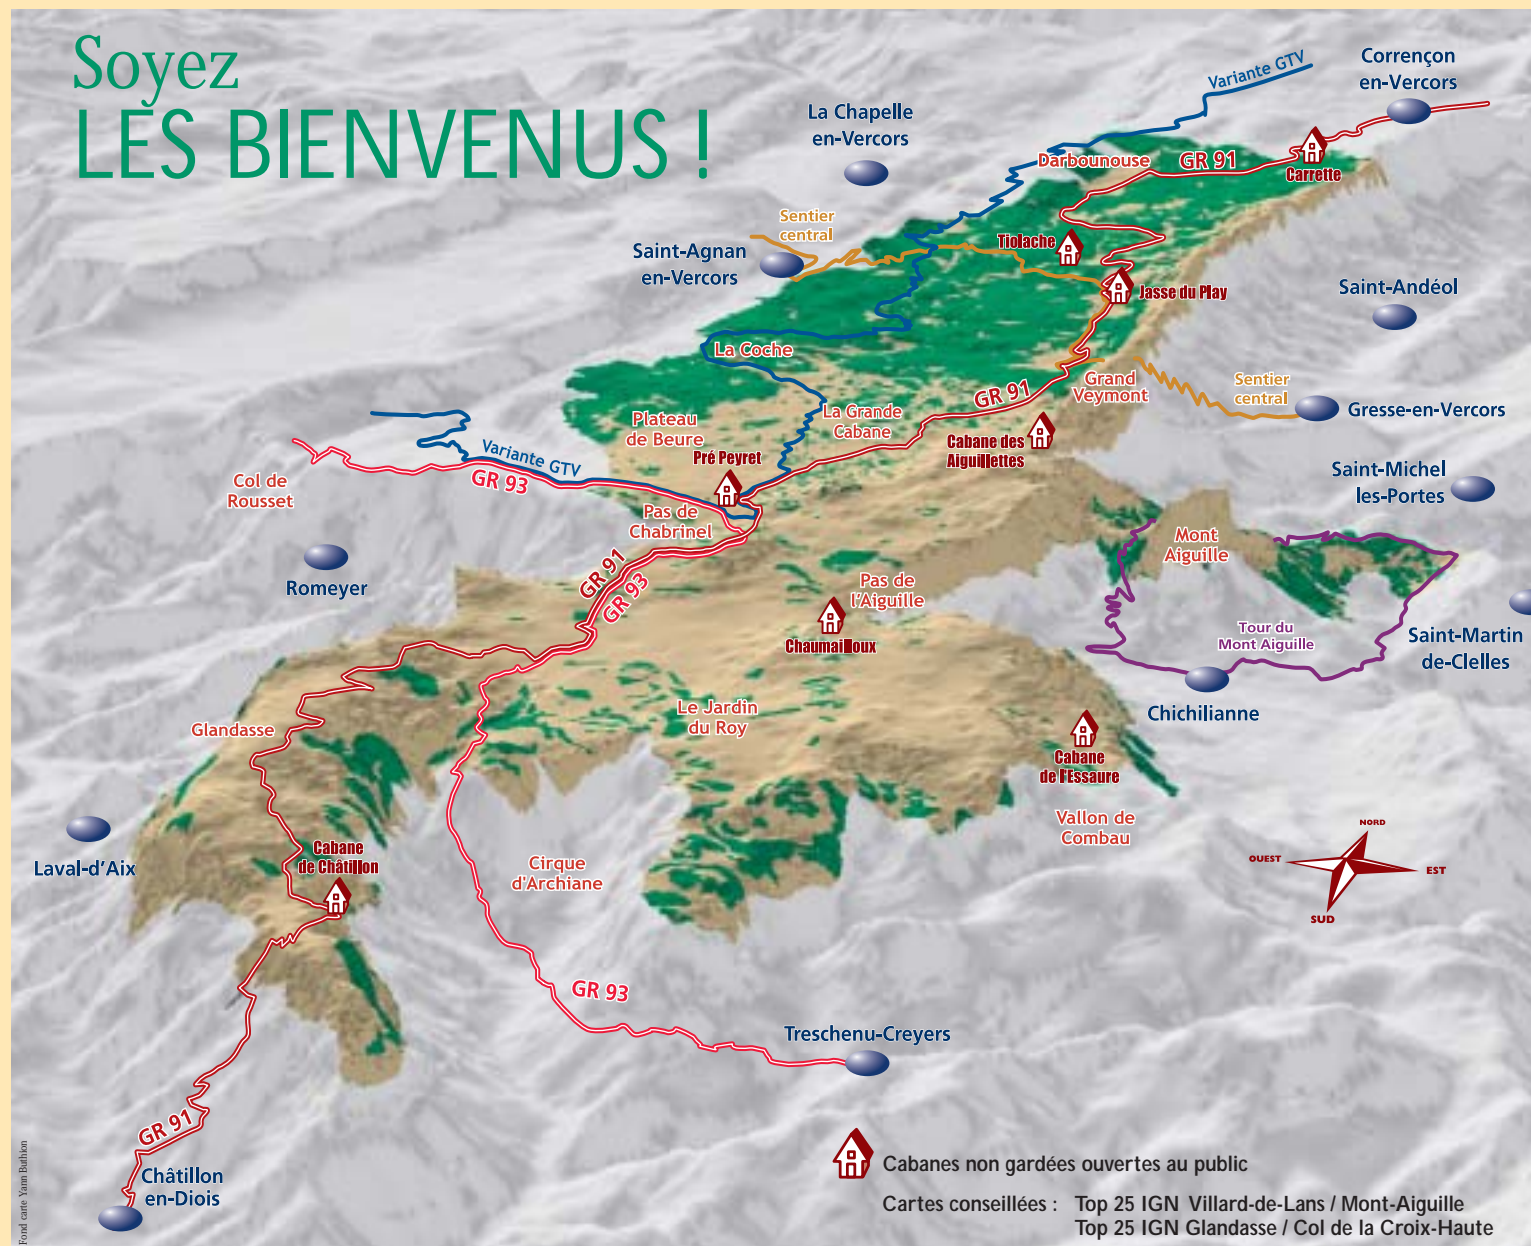 Soyez
LES BIENVENUS !
Variante GTV
Corrençon
en-Vercors
La Chapelle
en-Vercors
Darbounouse
GR 91
Carrette
Sentier
central
Saint-Agnan
en-Vercors
Tiolache
Jasse du Play
Saint-Andéol
La Coche
Grand
Veymont
Sentier
central
GR 91
Gresse-en-Vercors
Plateau
de Beure
La Grande
Cabane
Cabane des
Aiguillettes
Variante GTV
Pré Peyret
Saint-Michel
les-Portes
Col de
Rousset
GR 93
Pas de
Chabrinel
Mont
Aiguille
Romeyer
GR 91
GR 93
Pas de
l'Aiguille
Chaumailloux
Tour du
Mont Aiguille
Saint-Martin
de-Clelles
Le Jardin
du Roy
Chichilianne
Glandasse
Cabane
de l'Essaure
Vallon de
Combau
NORD
OUEST
EST
SUD
Laval-d'Aix
Cabane
de Châtillon
Cirque
d'Archiane
GR 93
Treschenu-Creyers
GR 91
Châtillon
en-Diois
Cabanes non gardées ouvertes au public
Cartes conseillées : Top 25 IGN Villard-de-Lans / Mont-Aiguille
Top 25 IGN Glandasse / Col de la Croix-Haute
Fond carte Yann Buthion